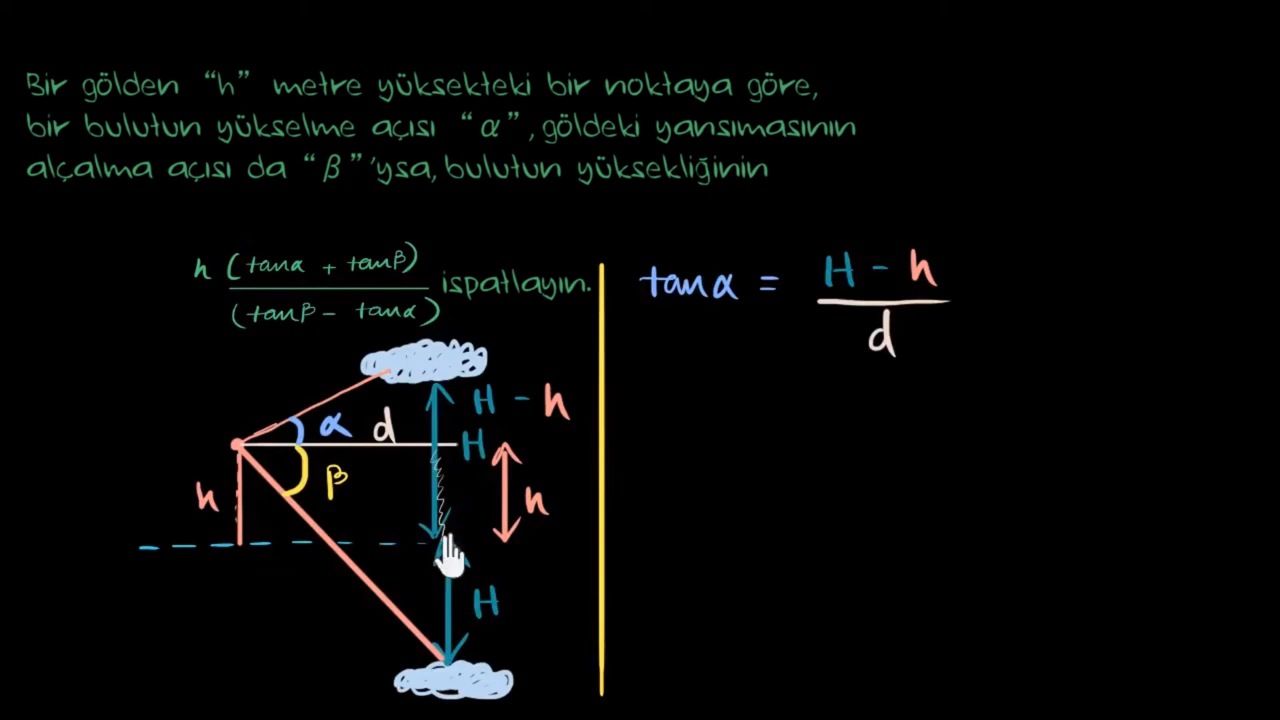 Bir gölden “h” metre yüksekteki bir noktaya göre,
bir bulutun yükselme açısı “α”, göldeki yansımasının
alçalma açısı da “β”'ysa, bulutun yüksekliğinin
h (tanα + tanβ)
(tanβ - tanα)
ispatlayın.
tanα = H - h
d
H - h
α
d
H
β
h
h
H